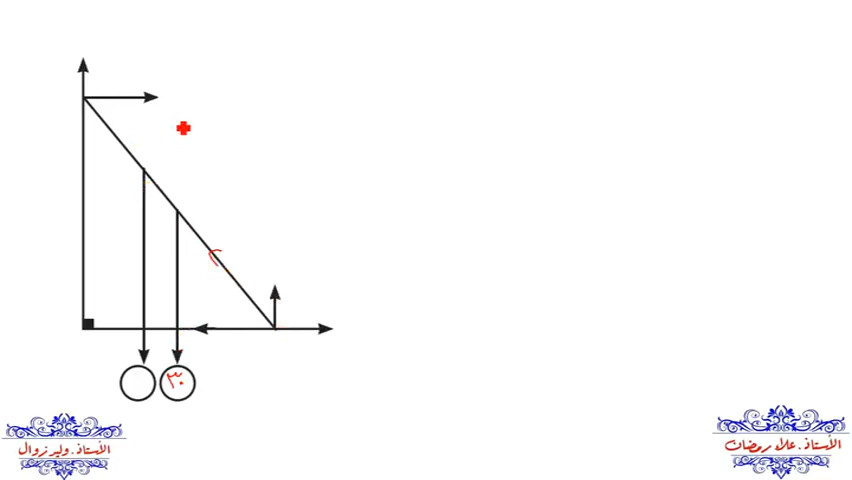 ٣٠
الأستاذ. وليد زوال
الأستاذ. علاء رمضان